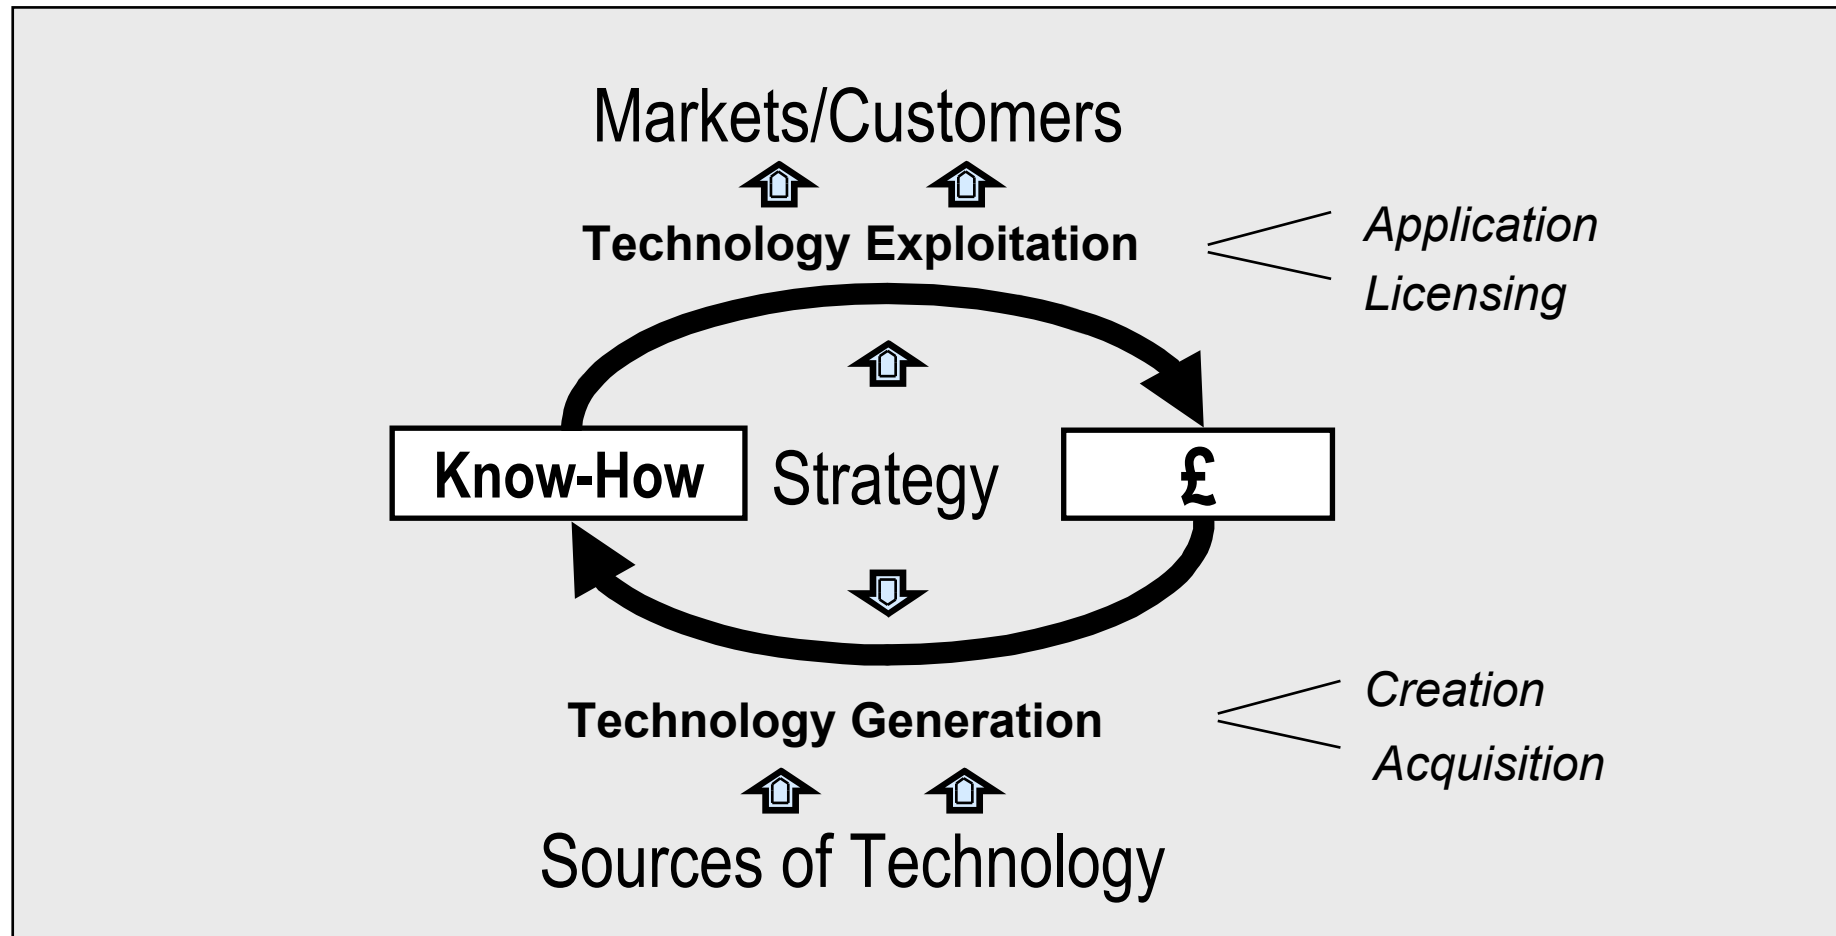 Markets/Customers
Technology Exploitation
Application
Licensing
Know-How
Strategy
£
Technology Generation
Creation
Acquisition
Sources of Technology